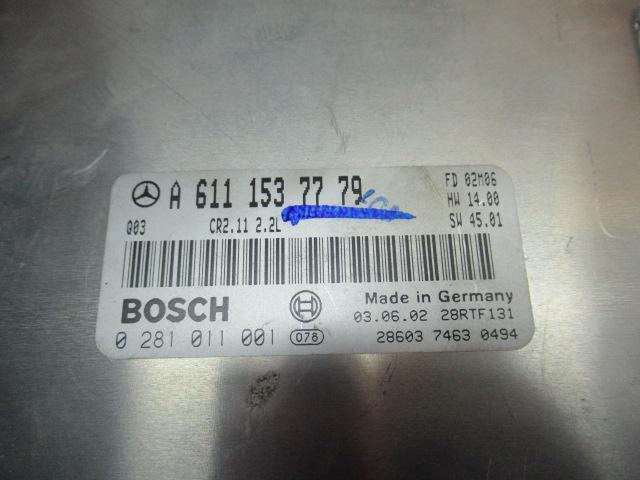 A 611 153 77 79
FD 02M06
HW 14.00
Q03 CR2.11 2.2L SW 45.01
BOSCH Made in Germany
03.06.02 28RTF131
0 281 011 001 078 28603 7463 0494